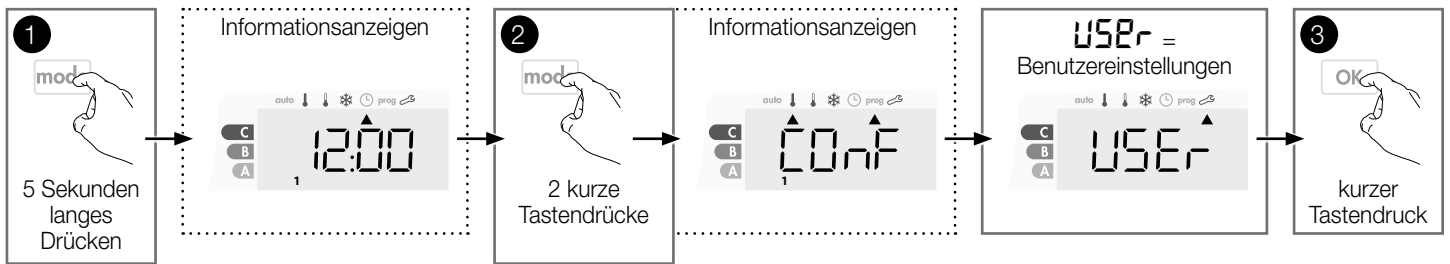 1
mod
5 Sekunden
langes
Drücken
Informationsanzeigen
auto prog
C
B
A
12:00
1
2
mod
2 kurze
Tastendrücke
Informationsanzeigen
auto prog
C
B
A
COnF
1
USEr =
Benutzereinstellungen
auto prog
C
B
A
USEr
3
OK
kurzer
Tastendruck